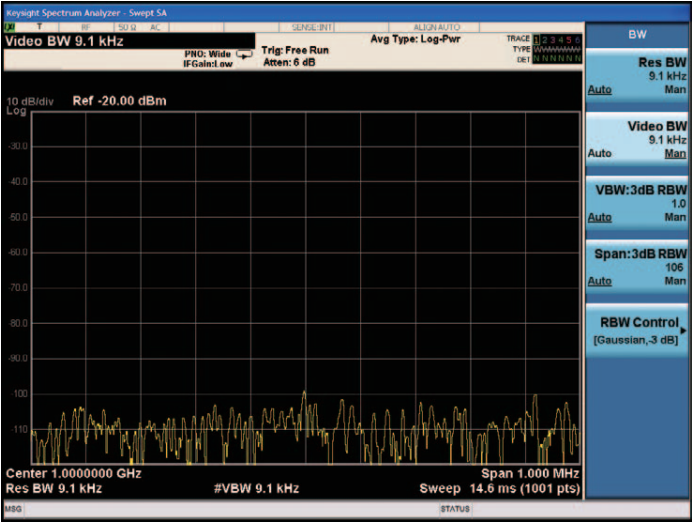 Keysight Spectrum Analyzer - Swept SA
T RF 50 Ω AC SENSE:INT ALIGN AUTO
Video BW 9.1 kHz
PNO: Wide
IFGain:Low
Trig: Free Run
Atten: 6 dB
Avg Type: Log-Pwr
TRACE 1 2 3 4 5 6
TYPE
DET N N N N N N
10 dB/div
Log
Ref -20.00 dBm
-30.0
-40.0
-50.0
-60.0
-70.0
-80.0
-90.0
-100
-110
Center 1.0000000 GHz
Span 1.000 MHz
Res BW 9.1 kHz
#VBW 9.1 kHz
Sweep 14.6 ms (1001 pts)
MSG
STATUS
BW
Res BW
9.1 kHz
Auto Man
Video BW
9.1 kHz
Auto Man
VBW:3dB RBW
1.0
Auto Man
Span:3dB RBW
106
Auto Man
RBW Control
[Gaussian,-3 dB]